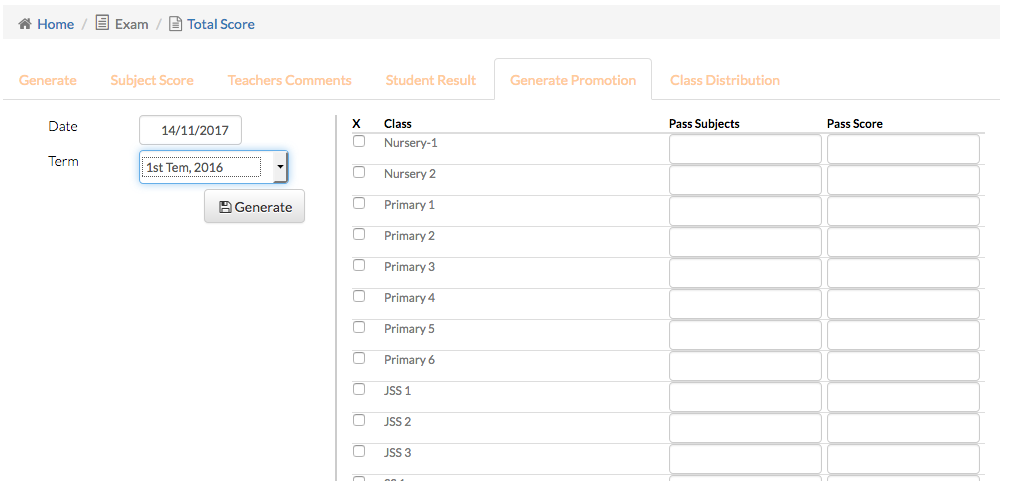 Home / Exam / Total Score
Generate Subject Score Teachers Comments Student Result Generate Promotion Class Distribution
Date 14/11/2017
Term 1st Tem, 2016
Generate
X Class Pass Subjects Pass Score
Nursery-1
Nursery 2
Primary 1
Primary 2
Primary 3
Primary 4
Primary 5
Primary 6
JSS 1
JSS 2
JSS 3